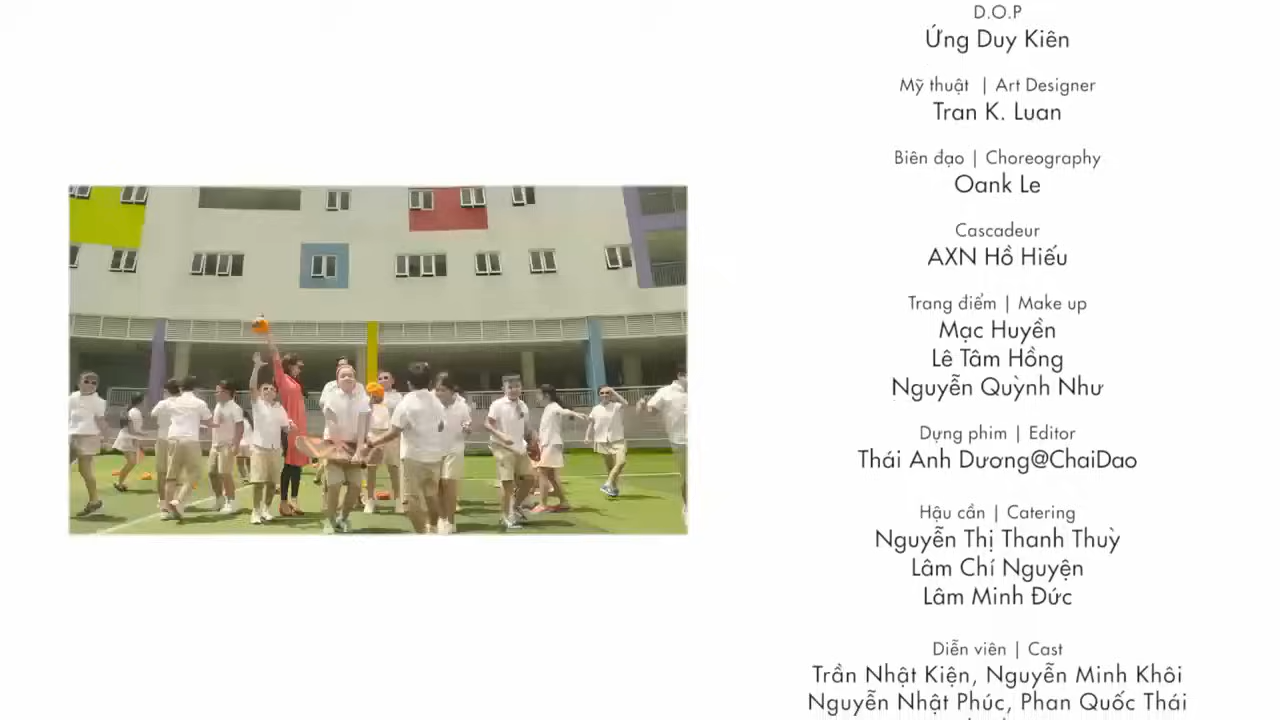 D.O.P
Ứng Duy Kiên
Mỹ thuật | Art Designer
Tran K. Luan
Biên đạo | Choreography
Oank Le
Cascadeur
AXN Hồ Hiếu
Trang điểm | Make up
Mạc Huyền
Lê Tâm Hồng
Nguyễn Quỳnh Như
Dựng phim | Editor
Thái Anh Dương@ChaiDao
Hậu cần | Catering
Nguyễn Thị Thanh Thuỳ
Lâm Chí Nguyện
Lâm Minh Đức
Diễn viên | Cast
Trần Nhật Kiện, Nguyễn Minh Khôi
Nguyễn Nhật Phúc, Phan Quốc Thái